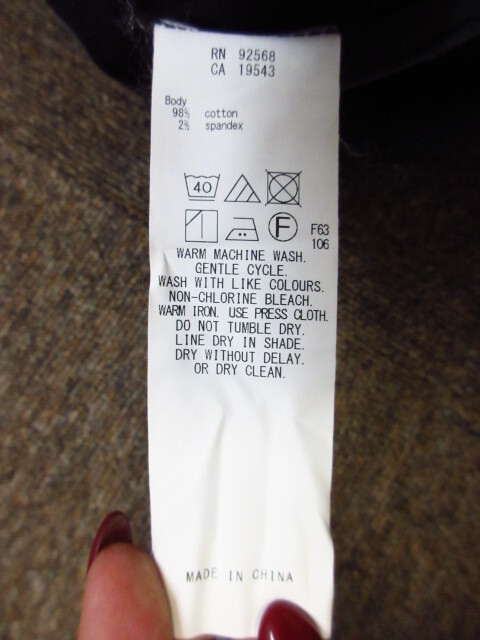 RN 92568
CA 19543
Body
98% cotton
2% spandex
40
F
F63
106
WARM MACHINE WASH.
GENTLE CYCLE.
WASH WITH LIKE COLOURS.
NON-CHLORINE BLEACH.
WARM IRON. USE PRESS CLOTH.
DO NOT TUMBLE DRY.
LINE DRY IN SHADE.
DRY WITHOUT DELAY.
OR DRY CLEAN.
MADE IN CHINA